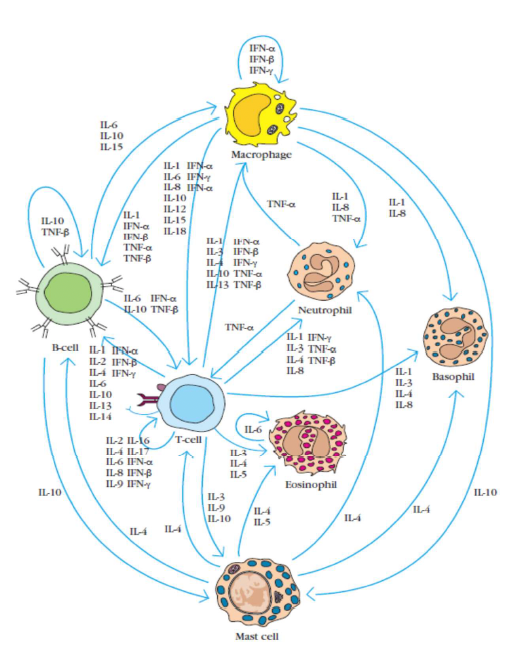 IFN-α
IFN-β
IFN-γ
Macrophage
IL-6
IL-10
IL-15
IL-1 IFN-α
IL-6 IFN-γ
IL-8 IFN-α
IL-10
IL-12
IL-15
IL-18
TNF-α
IL-1
IL-8
TNF-α
IL-1
IL-8
IL-10
TNF-β
IL-1
IFN-α
IFN-β
TNF-α
TNF-β
IL-1 IFN-α
IL-3 IFN-β
IL-4 IFN-γ
IL-10 TNF-α
IL-13 TNF-β
Neutrophil
IL-6 IFN-α
IL-10 TNF-β
TNF-α
B-cell
IL-1 IFN-γ
IL-3 TNF-α
IL-4 TNF-β
IL-8
Basophil
IL-1 IFN-α
IL-2 IFN-β
IL-4 IFN-γ
IL-6
IL-10
IL-13
IL-14
IL-1
IL-3
IL-4
IL-8
T-cell
IL-6
IL-2 IL-16
IL-4 IL-17
IL-6 IFN-α
IL-8 IFN-β
IL-9 IFN-γ
IL-3
IL-4
IL-5
Eosinophil
IL-10
IL-3
IL-9
IL-10
IL-4
IL-5
IL-10
IL-4
IL-4
IL-4
IL-4
Mast cell